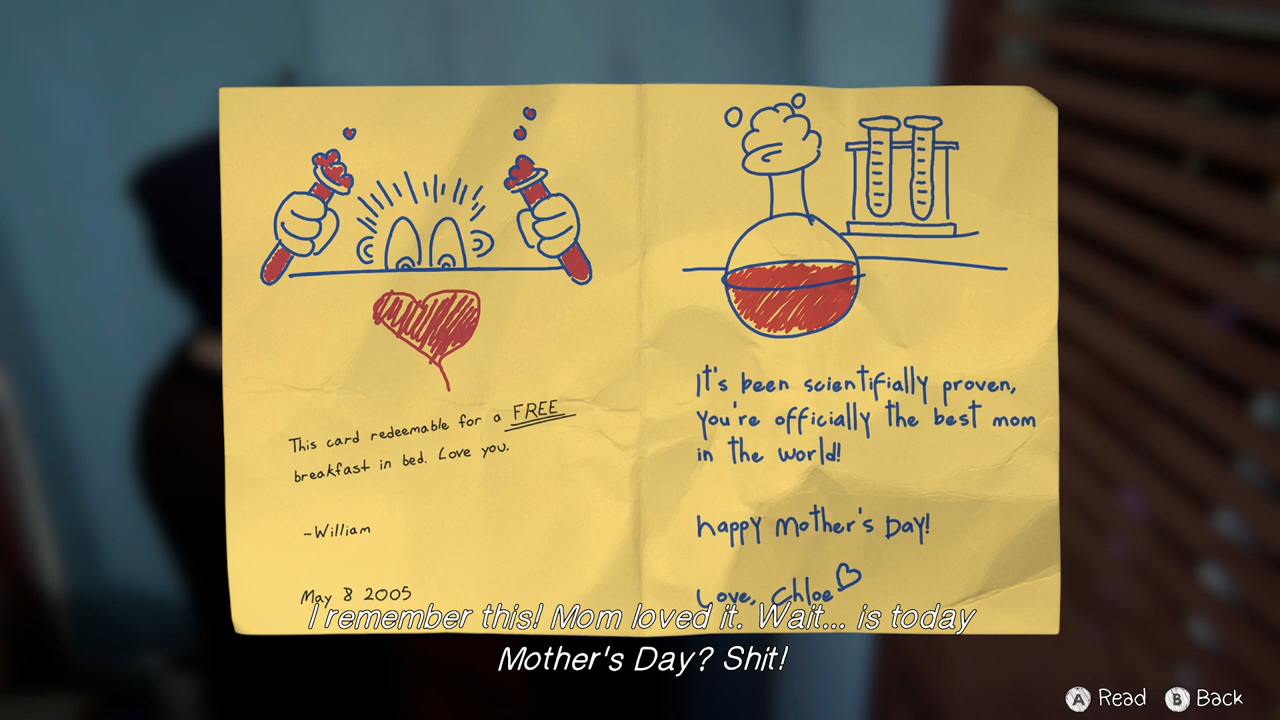 This card redeemable for a FREE
breakfast in bed. Love you.
-William
May 8 2005
It's been scientifially proven,
you're officially the best mom
in the world!
happy Mother's Day!
Love, Chloe
I remember this! Mom loved it. Wait... is today
Mother's Day? Shit!
A Read B Back